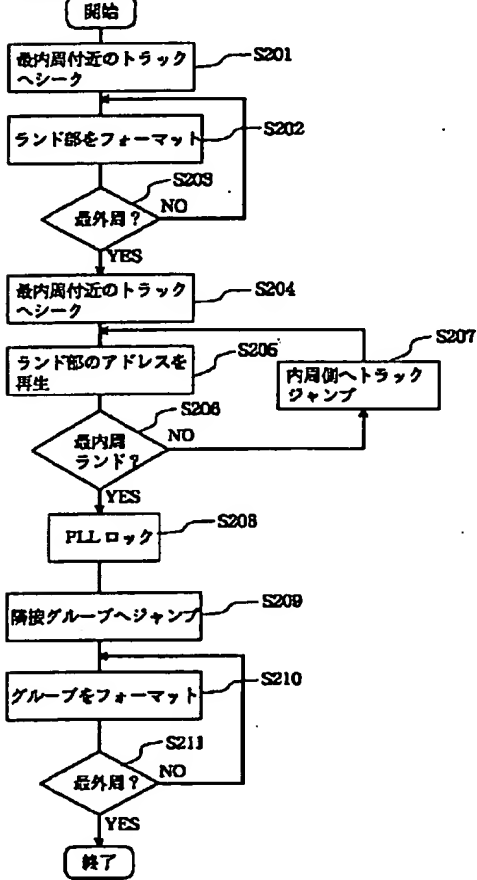 開始
最内周付近のトラック
へシーク
S201
ランド部をフォーマット
S202
S203
最外周?
NO
YES
最内周付近のトラック
へシーク
S204
S207
ランド部のアドレスを
再生
S205
内周側へトラック
ジャンプ
S206
最内周
ランド?
NO
YES
PLLロック
S208
隣接グルーブへジャンプ
S209
グルーブをフォーマット
S210
S211
最外周?
NO
YES
終了